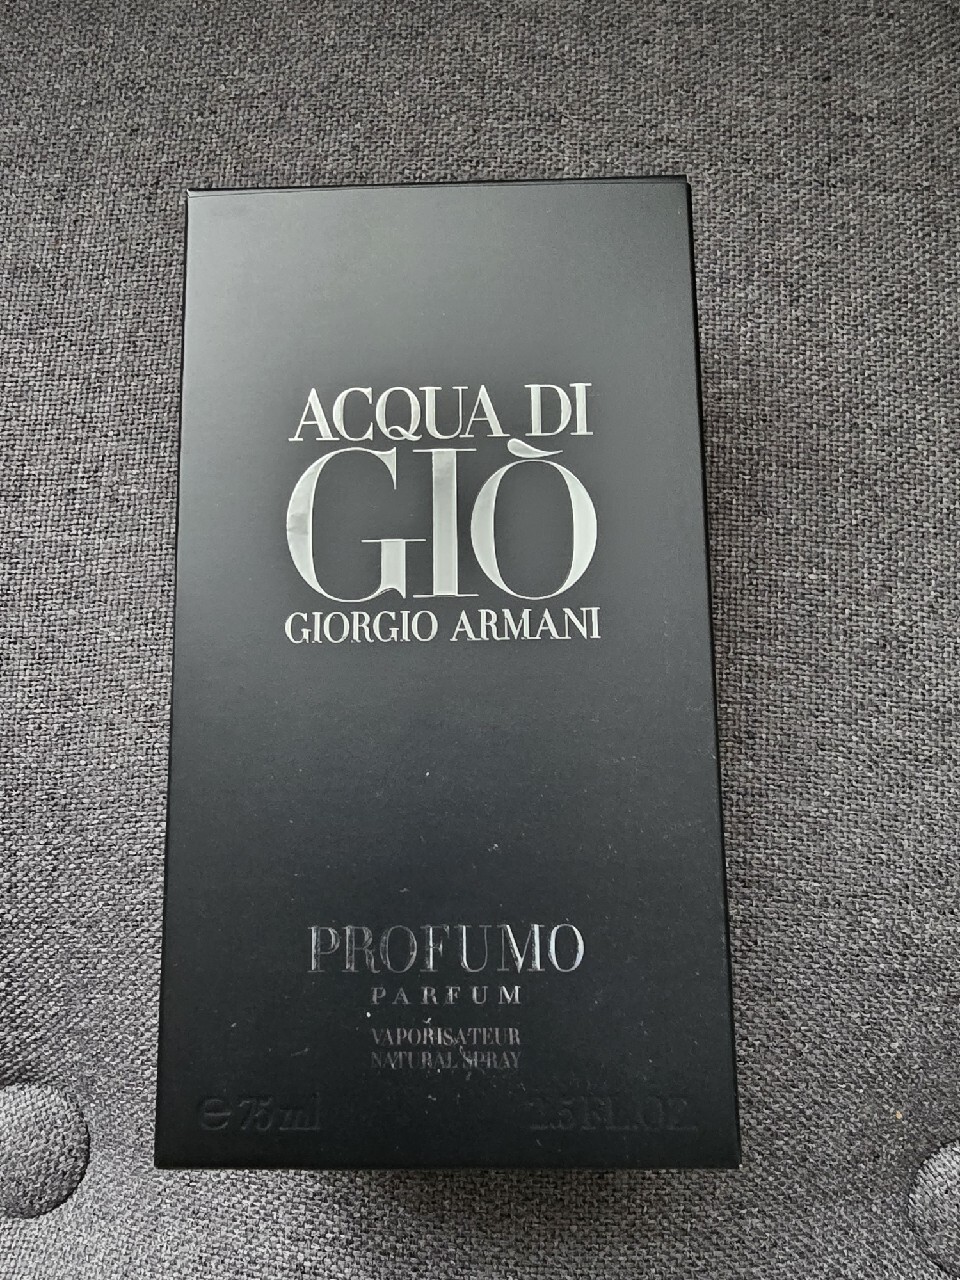 ACQUA DI
GIÒ
GIORGIO ARMANI
PROFUMO
PARFUM
VAPORISATEUR
NATURAL SPRAY
℮ 75 ml 2.5 FL.OZ.